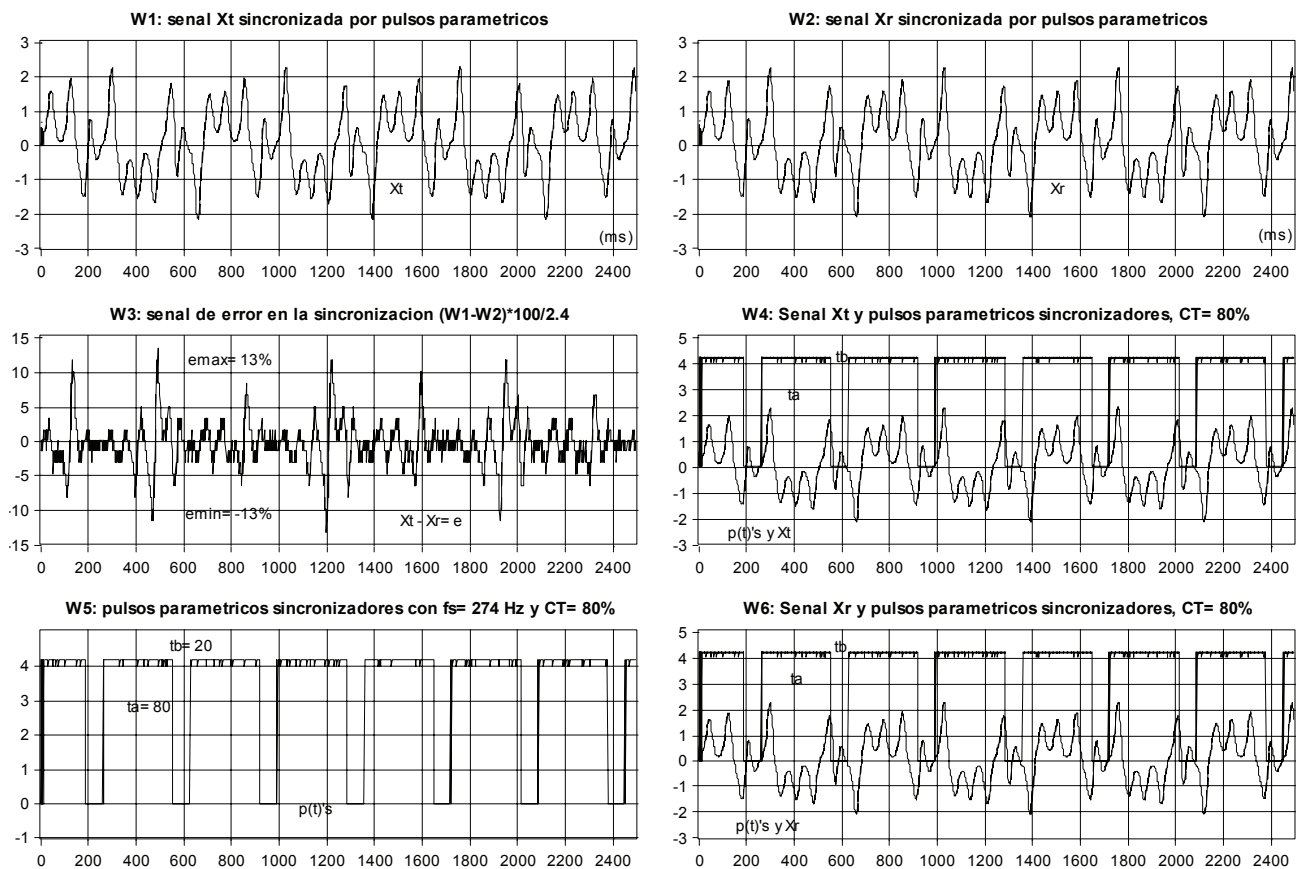 W1: senal Xt sincronizada por pulsos parametricos
3
2
1
0
-1
-2
-3
Xt
(ms)
0 200 400 600 800 1000 1200 1400 1600 1800 2000 2200 2400
W2: senal Xr sincronizada por pulsos parametricos
3
2
1
0
-1
-2
-3
Xr
(ms)
0 200 400 600 800 1000 1200 1400 1600 1800 2000 2200 2400
W3: senal de error en la sincronizacion (W1-W2)*100/2.4
15
10
5
0
-5
-10
-15
emax= 13%
emin= -13%
Xt - Xr= e
0 200 400 600 800 1000 1200 1400 1600 1800 2000 2200 2400
W4: Senal Xt y pulsos parametricos sincronizadores, CT= 80%
5
4
3
2
1
0
-1
-2
-3
tb
ta
p(t)'s y Xt
0 200 400 600 800 1000 1200 1400 1600 1800 2000 2200 2400
W5: pulsos parametricos sincronizadores con fs= 274 Hz y CT= 80%
4
3
2
1
0
-1
tb= 20
ta= 80
p(t)'s
0 200 400 600 800 1000 1200 1400 1600 1800 2000 2200 2400
W6: Senal Xr y pulsos parametricos sincronizadores, CT= 80%
5
4
3
2
1
0
-1
-2
-3
tb
ta
p(t)'s y Xr
0 200 400 600 800 1000 1200 1400 1600 1800 2000 2200 2400